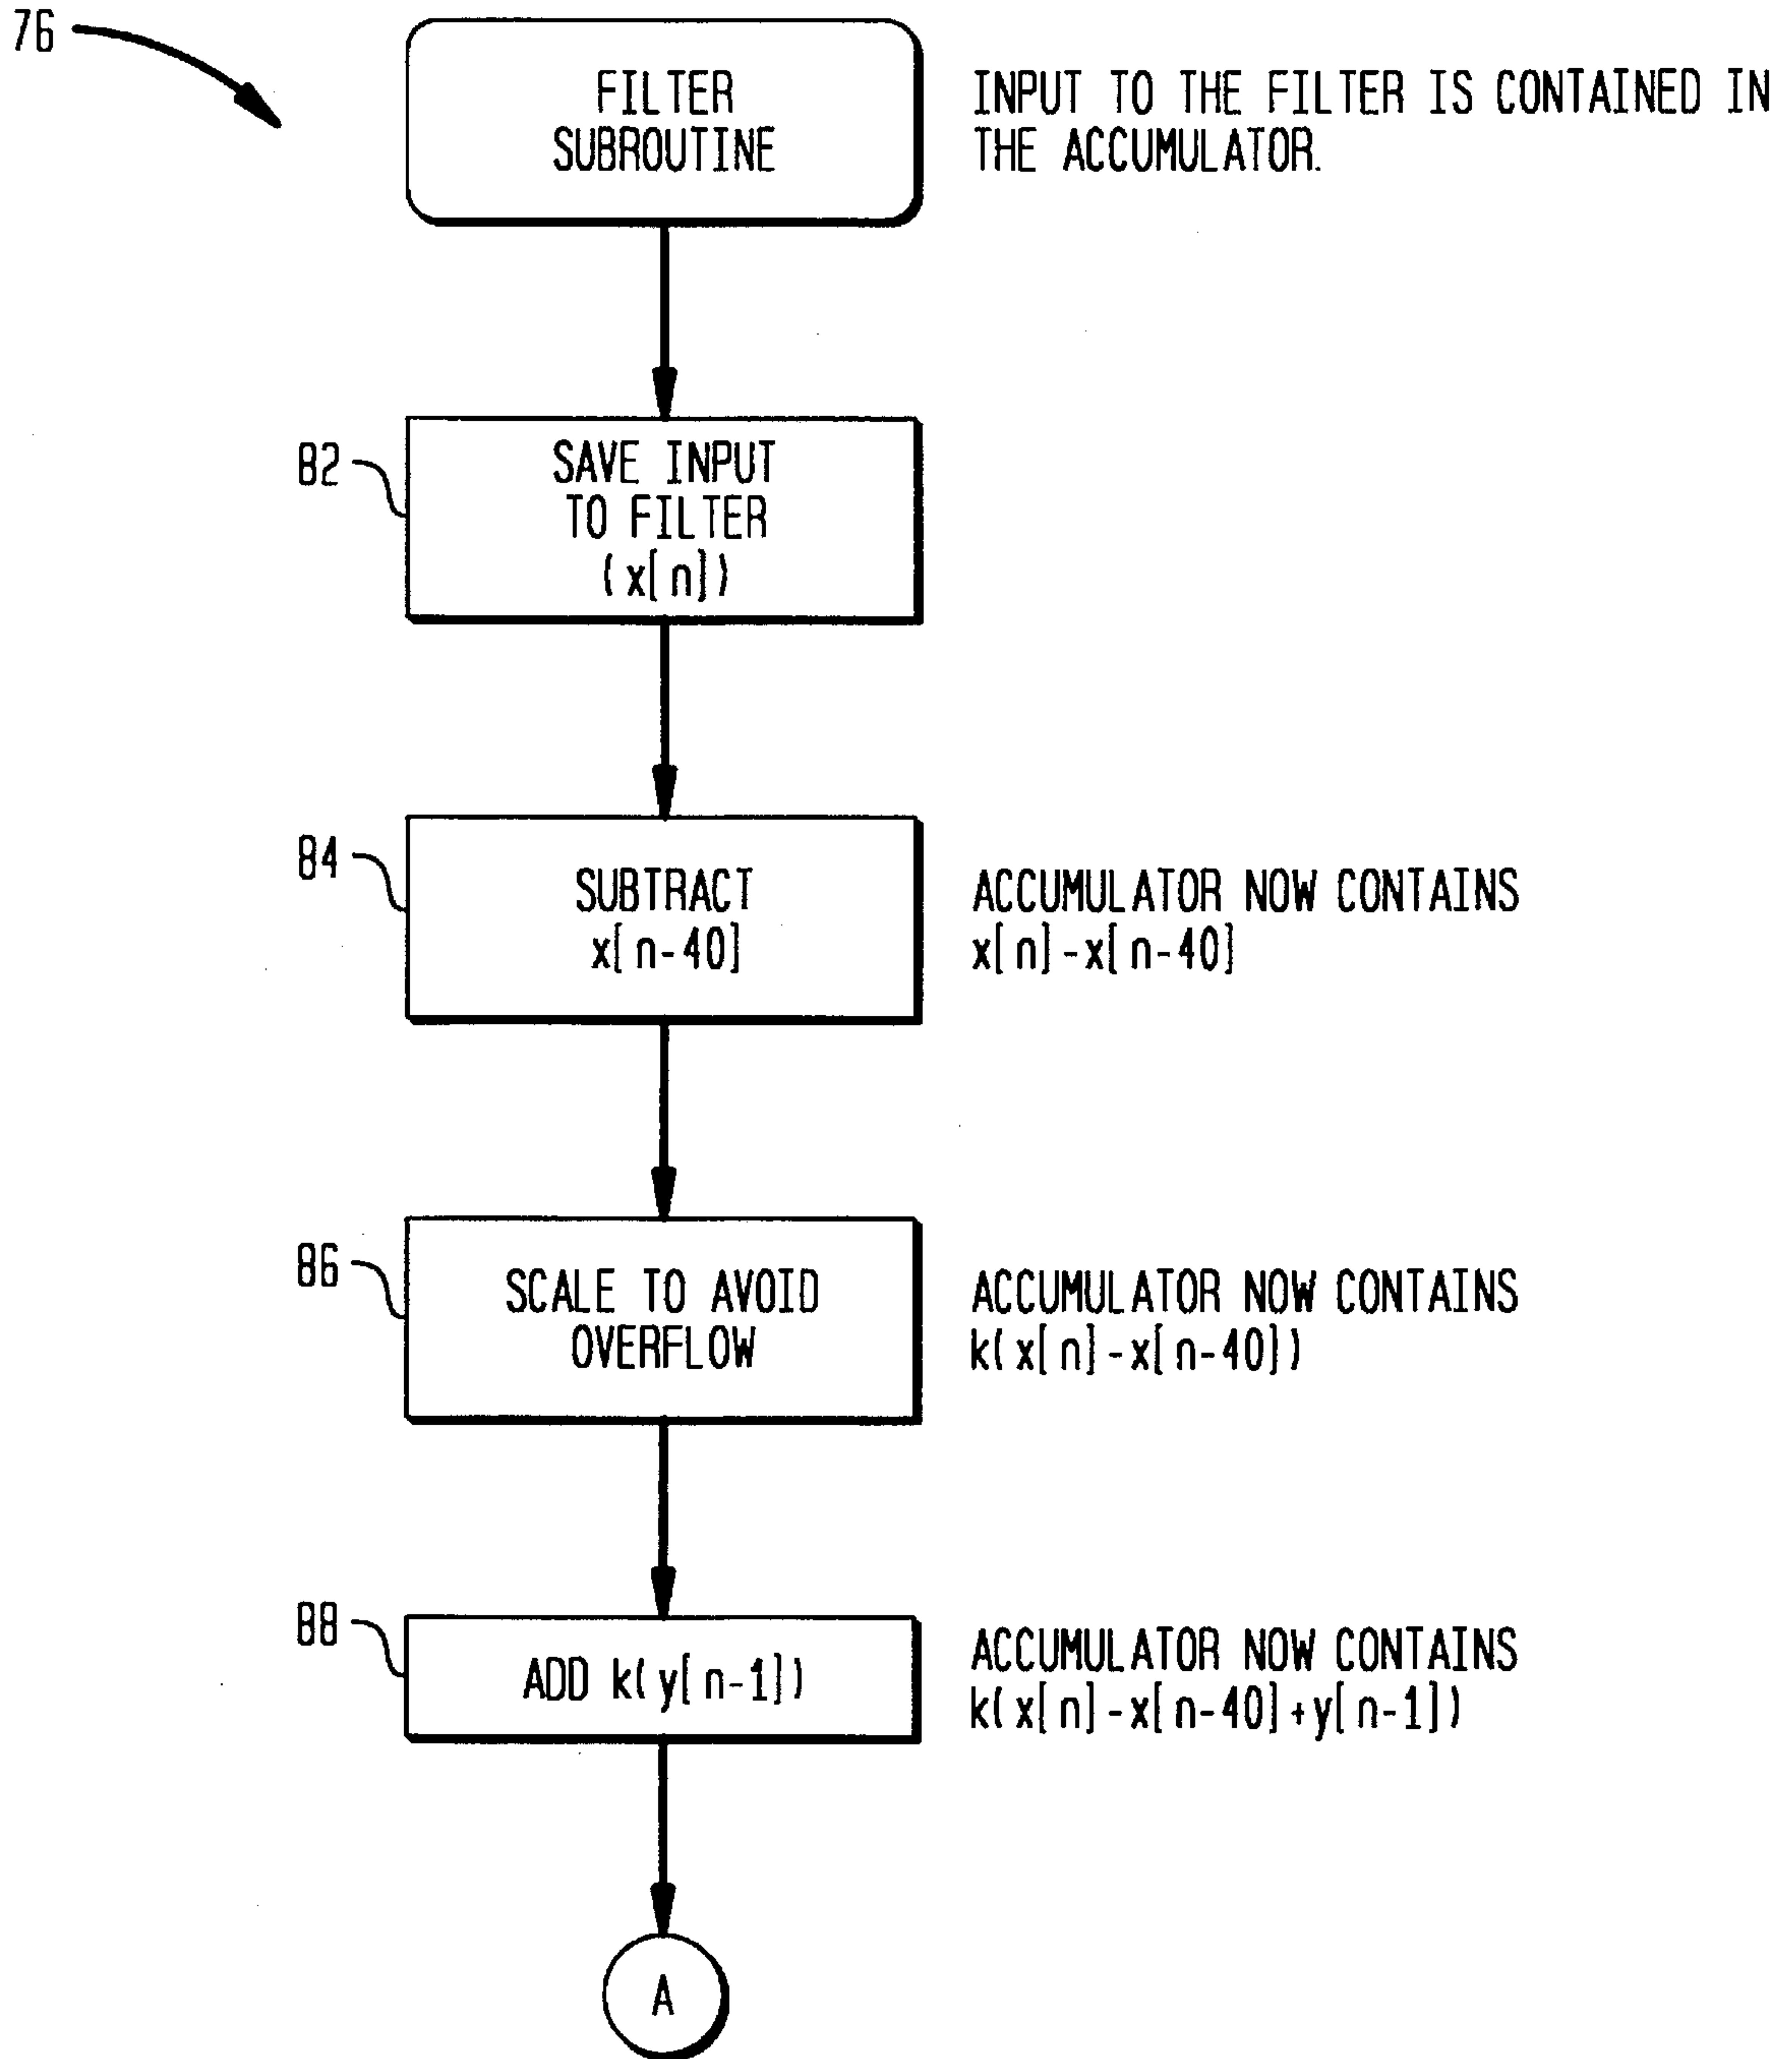 76
FILTER
SUBROUTINE
INPUT TO THE FILTER IS CONTAINED IN
THE ACCUMULATOR.
82
SAVE INPUT
TO FILTER
(x[n])
84
SUBTRACT
x[n-40]
ACCUMULATOR NOW CONTAINS
x[n]-x[n-40]
86
SCALE TO AVOID
OVERFLOW
ACCUMULATOR NOW CONTAINS
k(x[n]-x[n-40])
88
ADD k(y[n-1])
ACCUMULATOR NOW CONTAINS
k(x[n]-x[n-40]+y[n-1])
A